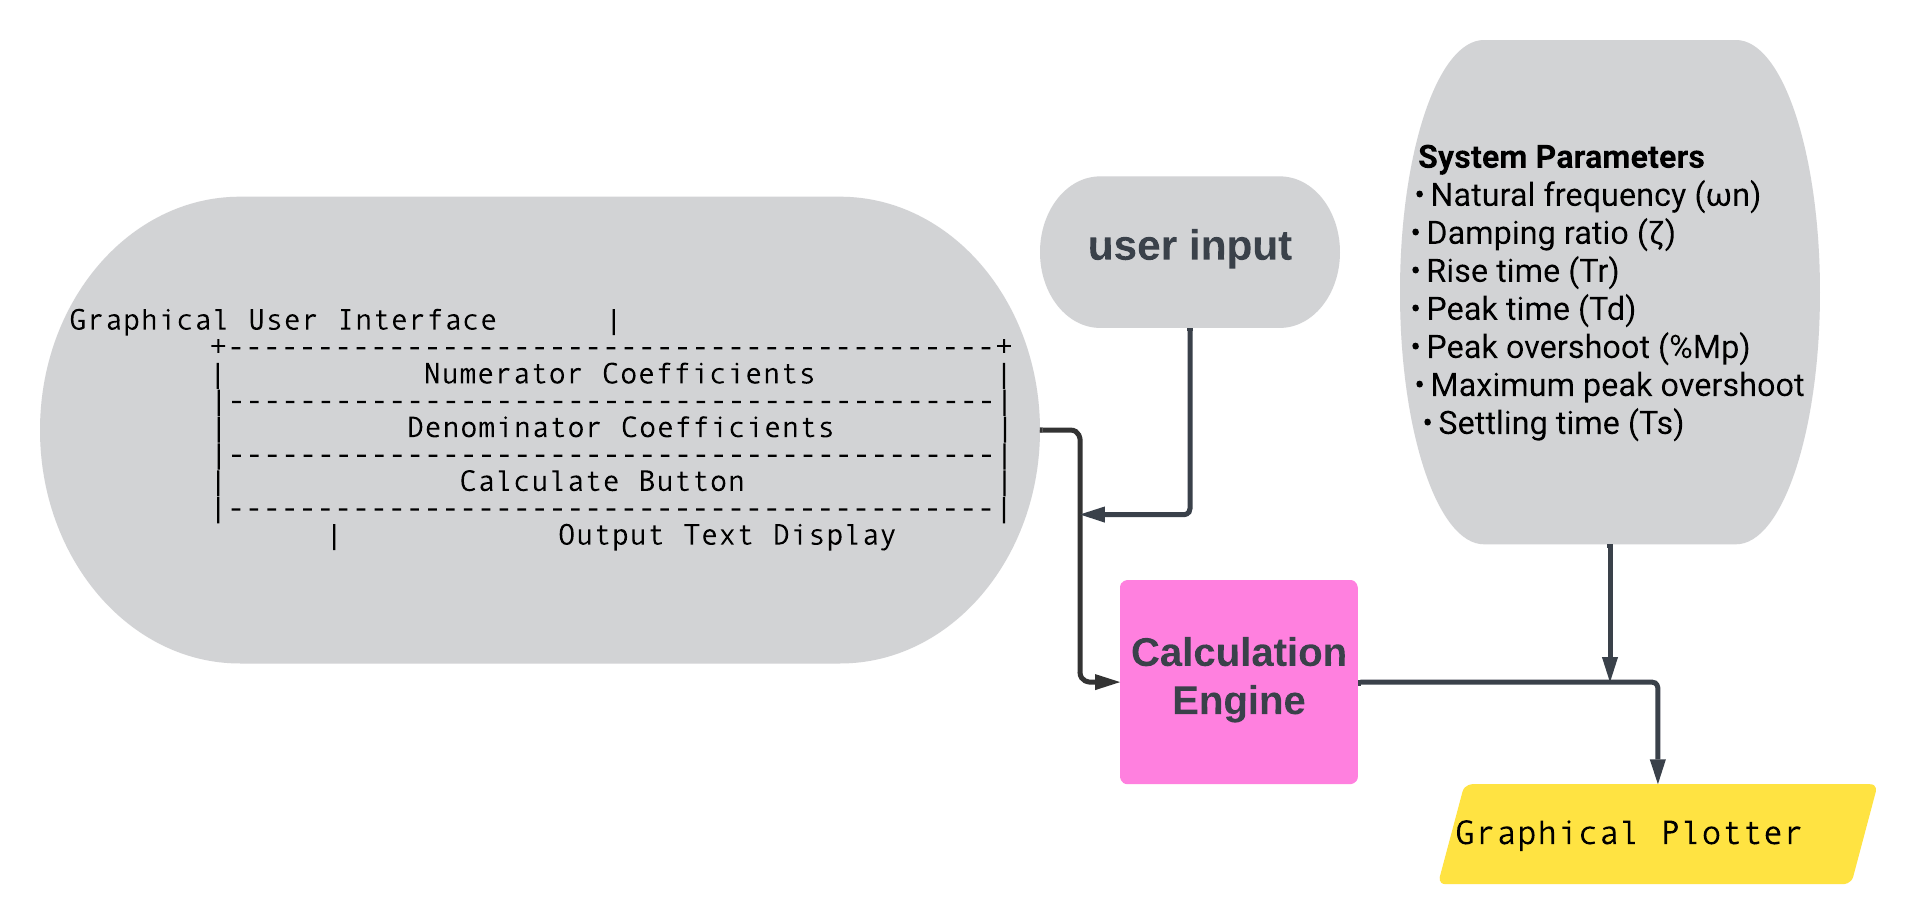 Graphical User Interface |
+-------------------------------------------+
| Numerator Coefficients |
|-------------------------------------------|
| Denominator Coefficients |
|-------------------------------------------|
| Calculate Button |
|-------------------------------------------|
| Output Text Display
user input
System Parameters
• Natural frequency (ωn)
• Damping ratio (ζ)
• Rise time (Tr)
• Peak time (Td)
• Peak overshoot (%Mp)
• Maximum peak overshoot
• Settling time (Ts)
Calculation
Engine
Graphical Plotter